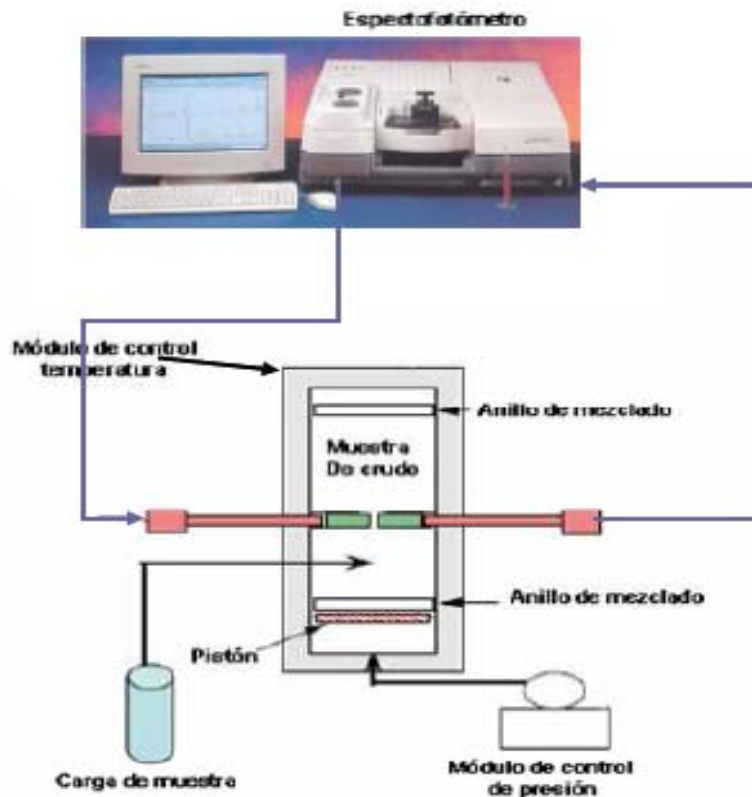 Espectofotómetro
Módulo de control
temperatura
Anillo de mezclado
Muestra
De crudo
Anillo de mezclado
Pistón
Carga de muestra
Módulo de control
de presión